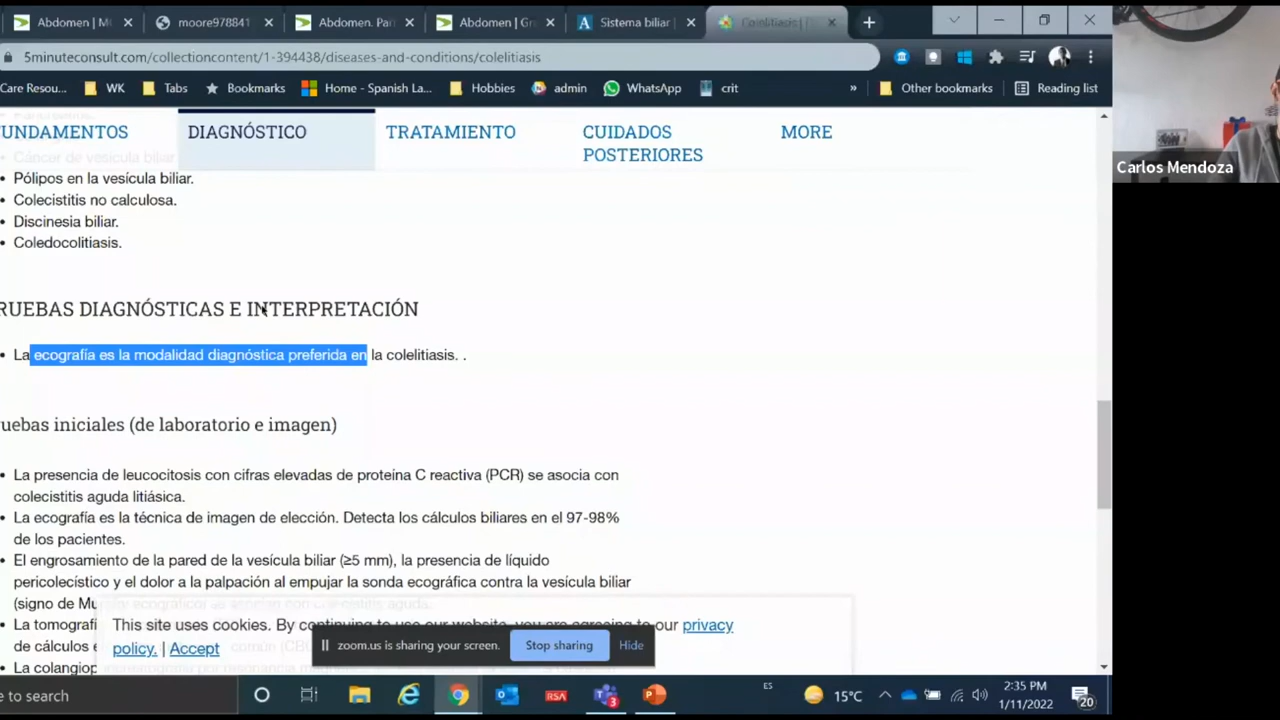 Abdomen | Mu
moore978841
Abdomen. Par
Abdomen | Gr
Sistema biliar |
Colelitiasis |
5minuteconsult.com/collectioncontent/1-394438/diseases-and-conditions/colelitiasis
Care Resou...
WK
Tabs
Bookmarks
Home - Spanish La...
Hobbies
admin
WhatsApp
crit
»
Other bookmarks
Reading list
UNDAMENTOS
DIAGNÓSTICO
TRATAMIENTO
CUIDADOS
POSTERIORES
MORE
Cáncer de vesícula biliar
• Pólipos en la vesícula biliar.
• Colecistitis no calculosa.
• Discinesia biliar.
• Coledocolitiasis.
RUEBAS DIAGNÓSTICAS E INTERPRETACIÓN
• La ecografía es la modalidad diagnóstica preferida en la colelitiasis. .
uebas iniciales (de laboratorio e imagen)
• La presencia de leucocitosis con cifras elevadas de proteína C reactiva (PCR) se asocia con
colecistitis aguda litiásica.
• La ecografía es la técnica de imagen de elección. Detecta los cálculos biliares en el 97-98%
de los pacientes.
• El engrosamiento de la pared de la vesícula biliar (≥5 mm), la presencia de líquido
pericolecístico y el dolor a la palpación al empujar la sonda ecográfica contra la vesícula biliar
(signo de Mu
• La tomografí
de cálculos e
• La colangiop
This site uses cookies. By continuing to use our website, you are agreeing to our privacy
policy. | Accept
zoom.us is sharing your screen.
Stop sharing
Hide
e to search
RSA
3
ES
15°C
2:35 PM
1/11/2022
20
Carlos Mendoza